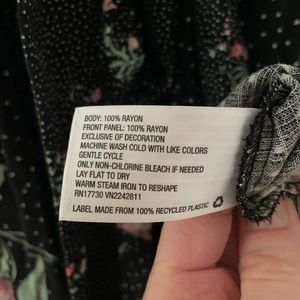 BODY: 100% RAYON
FRONT PANEL: 100% RAYON
EXCLUSIVE OF DECORATION
MACHINE WASH COLD WITH LIKE COLORS
GENTLE CYCLE
ONLY NON-CHLORINE BLEACH IF NEEDED
LAY FLAT TO DRY
WARM STEAM IRON TO RESHAPE
RN17730 VN2242811
LABEL MADE FROM 100% RECYCLED PLASTIC